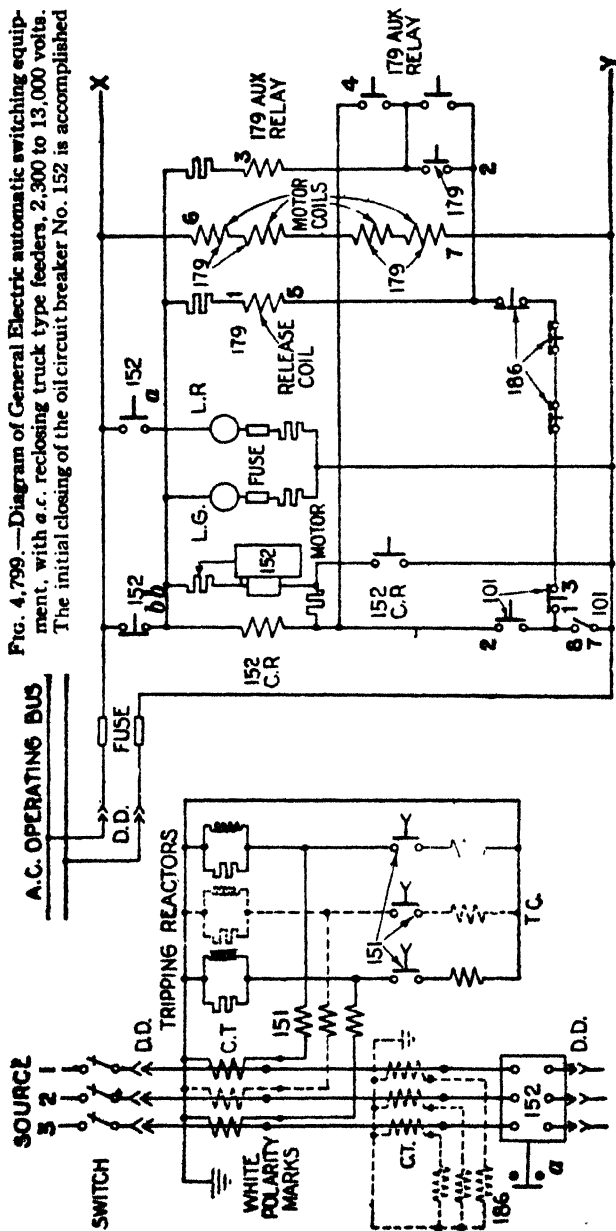 FIG. 4,799.—Diagram of General Electric automatic switching equip-
ment, with a.c. reclosing truck type feeders, 2,300 to 13,000 volts.
The initial closing of the oil circuit breaker No. 152 is accomplished
A.C. OPERATING BUS
D.D.
FUSE
X
Y
SOURCE
1
2
3
SWITCH
D.D.
TRIPPING REACTORS
C.T
WHITE
POLARITY
MARKS
151
151
Y
Y
Y
T.C.
C.T.
186
152
a
D.D.
152
b
b
152
C.R
152
MOTOR
L.G.
L.R
FUSE
152
a
152
C.R
2
101
1
3
8
7
101
179
1
5
RELEASE
COIL
6
179
MOTOR
COILS
179
7
179 AUX
RELAY
3
4
179 AUX
RELAY
179
2
186